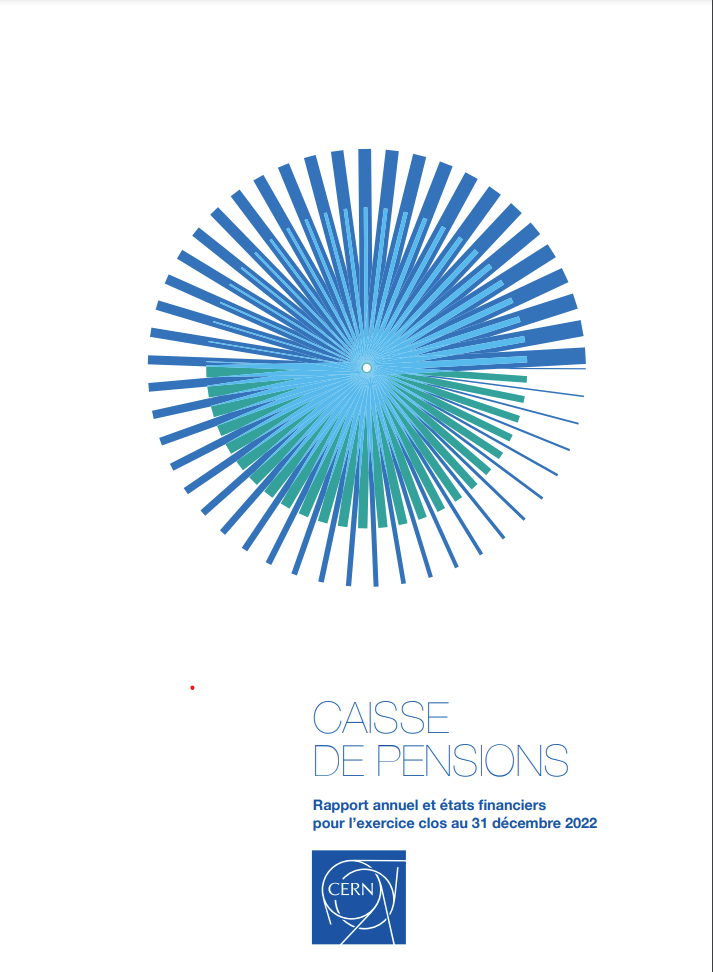 CAISSE
DE PENSIONS
Rapport annuel et états financiers
pour l’exercice clos au 31 décembre 2022
CERN